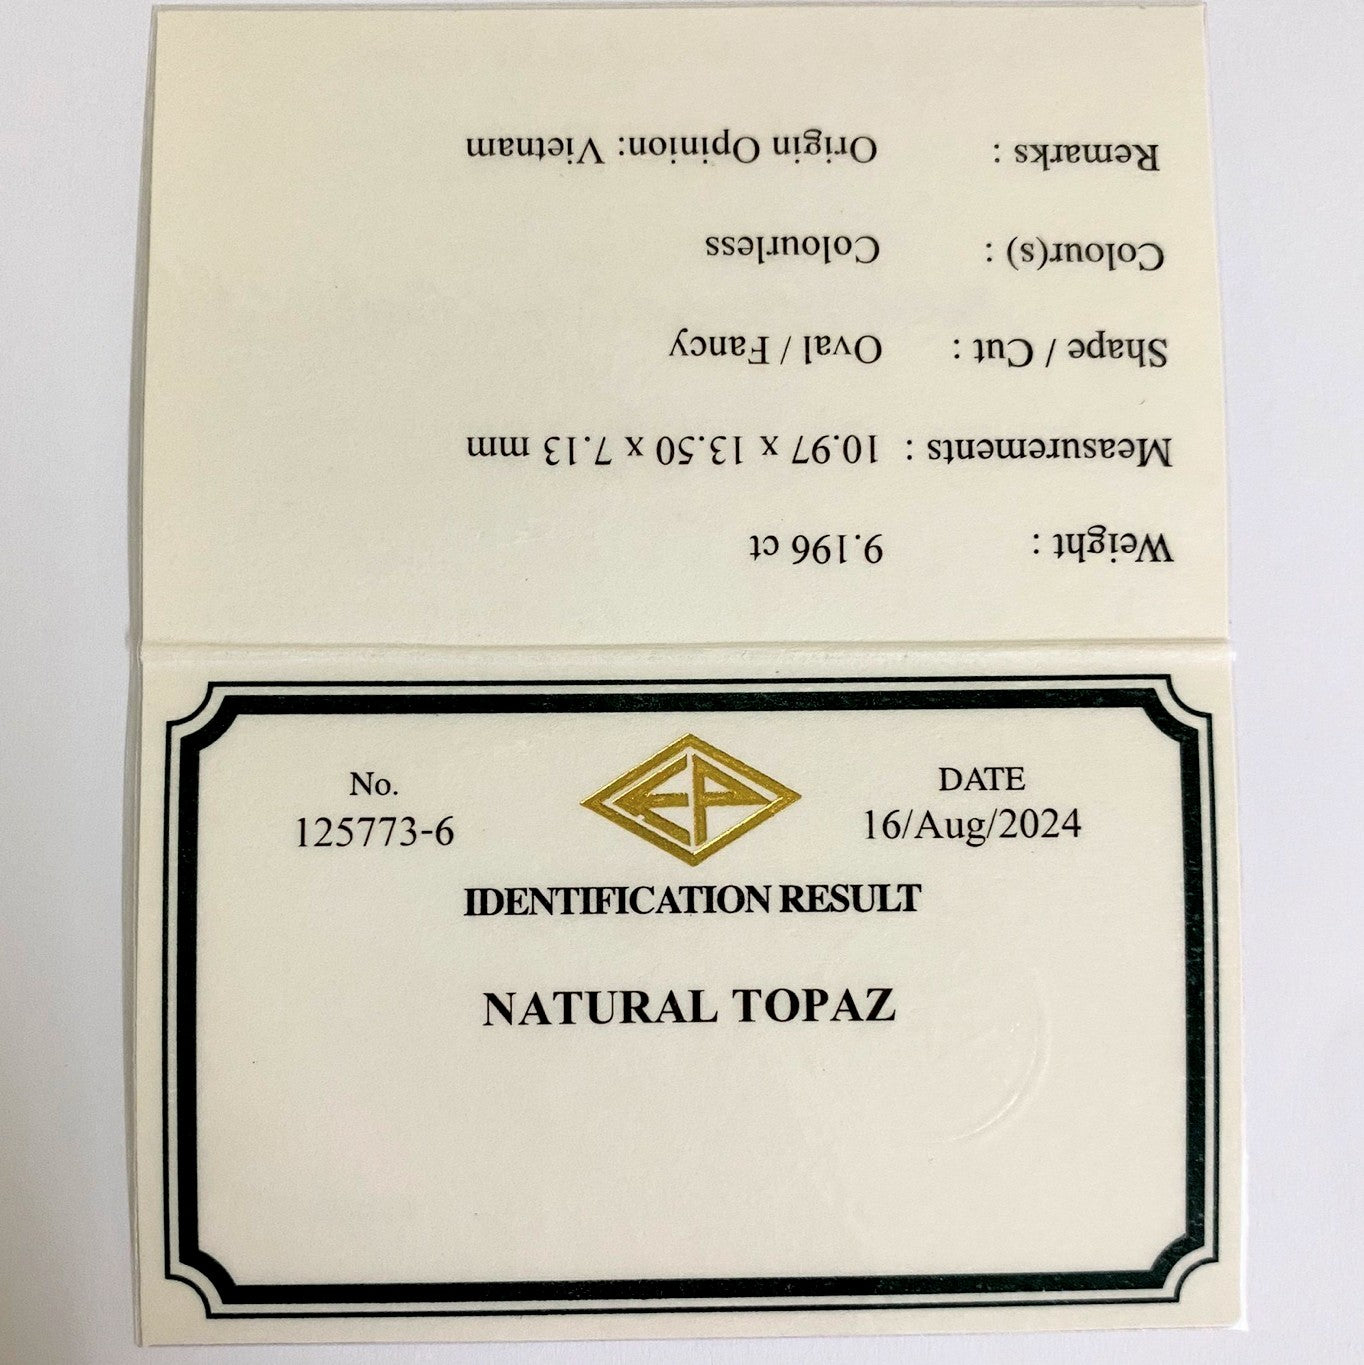 Weight : 9.196 ct
Measurements : 10.97 x 13.50 x 7.13 mm
Shape / Cut : Oval / Fancy
Colour(s) : Colourless
Remarks : Origin Opinion: Vietnam
No.
125773-6
EP
DATE
16/Aug/2024
IDENTIFICATION RESULT
NATURAL TOPAZ